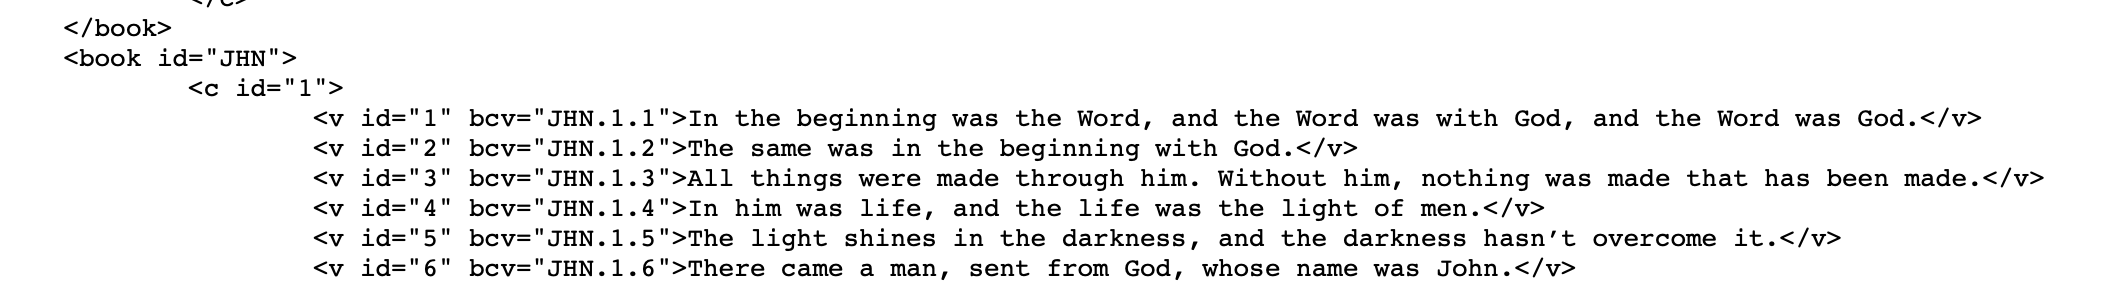 </c>
</book>
<book id="JHN">
<c id="1">
<v id="1" bcv="JHN.1.1">In the beginning was the Word, and the Word was with God, and the Word was God.</v>
<v id="2" bcv="JHN.1.2">The same was in the beginning with God.</v>
<v id="3" bcv="JHN.1.3">All things were made through him. Without him, nothing was made that has been made.</v>
<v id="4" bcv="JHN.1.4">In him was life, and the life was the light of men.</v>
<v id="5" bcv="JHN.1.5">The light shines in the darkness, and the darkness hasn’t overcome it.</v>
<v id="6" bcv="JHN.1.6">There came a man, sent from God, whose name was John.</v>